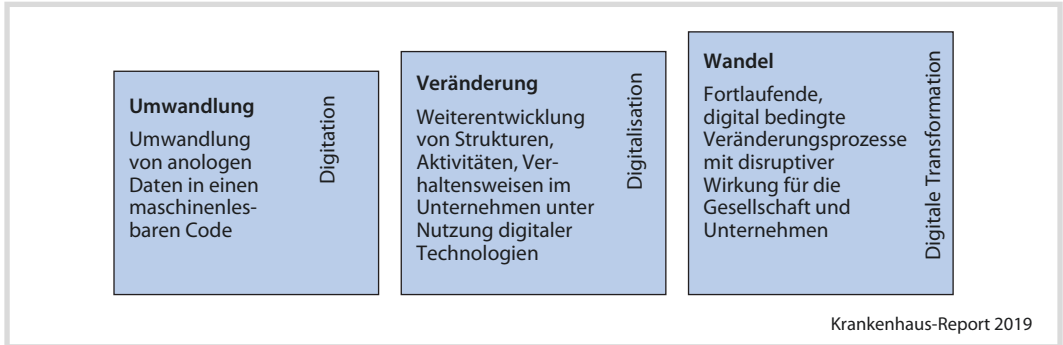 Umwandlung
Umwandlung
von anologen
Daten in einen
maschinenles-
baren Code
Digitation
Veränderung
Weiterentwicklung
von Strukturen,
Aktivitäten, Ver-
haltensweisen im
Unternehmen unter
Nutzung digitaler
Technologien
Digitalisation
Wandel
Fortlaufende,
digital bedingte
Veränderungsprozesse
mit disruptiver
Wirkung für die
Gesellschaft und
Unternehmen
Digitale Transformation
Krankenhaus-Report 2019